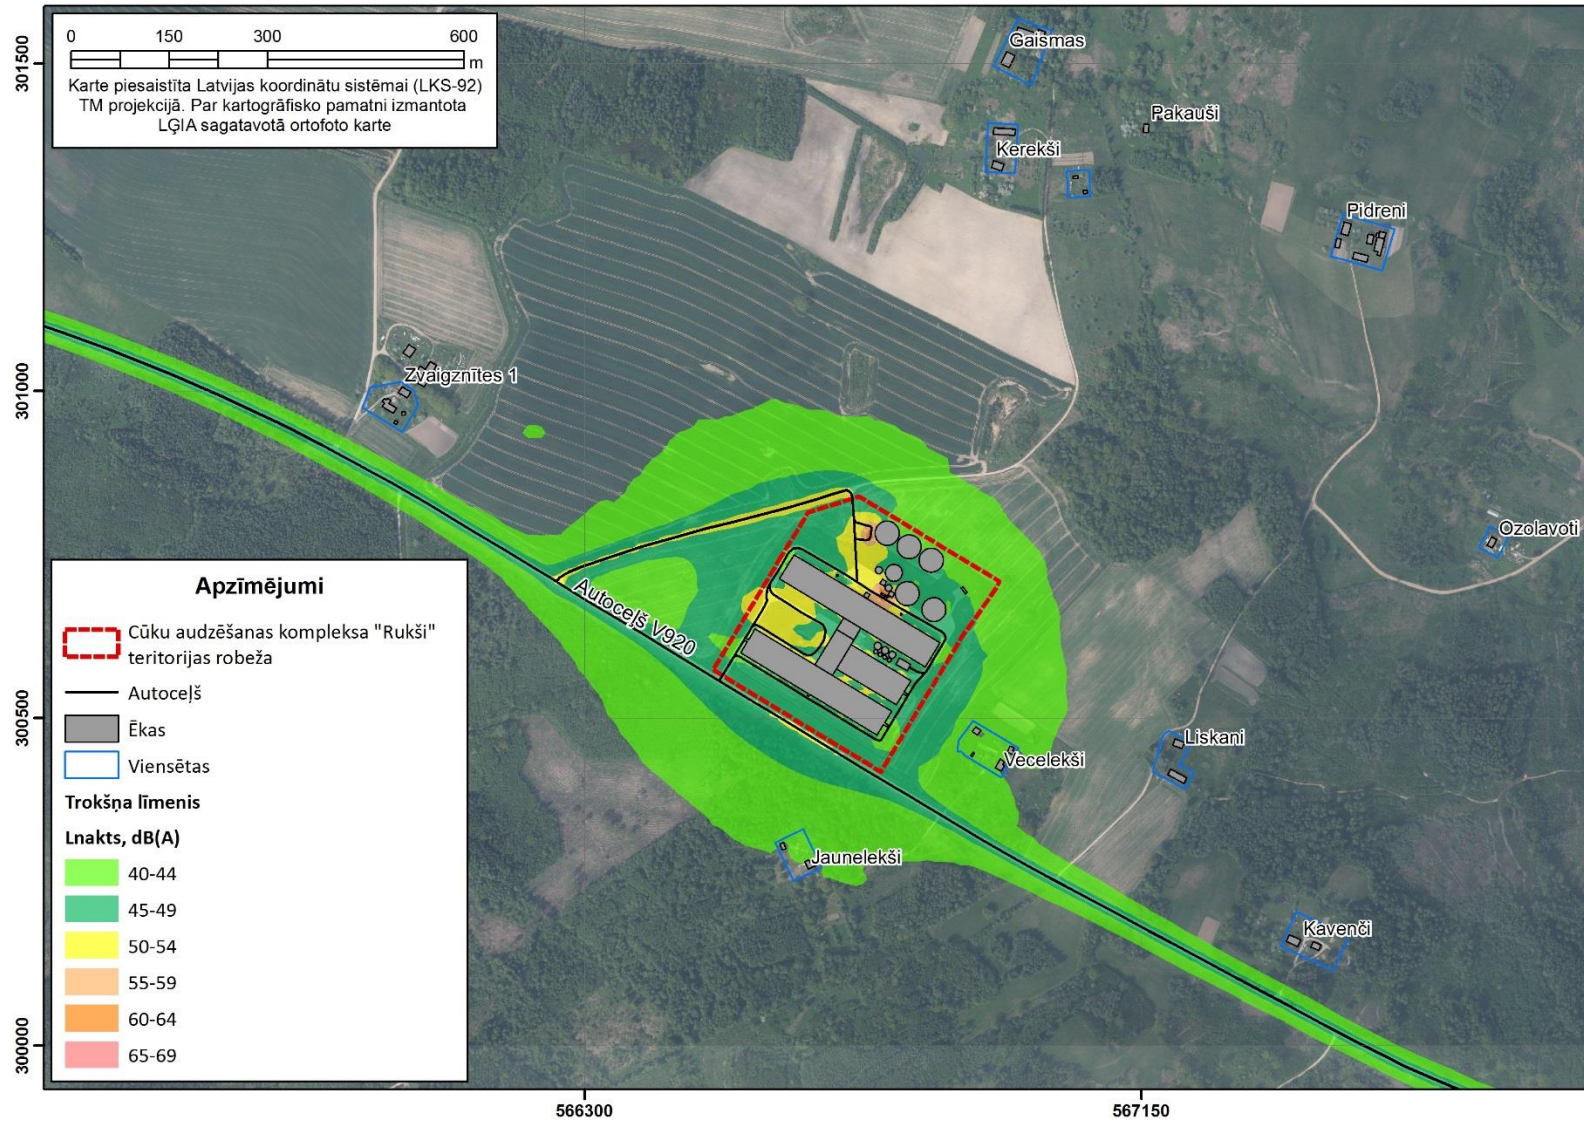 0 150 300 600
m
Karte piesaistīta Latvijas koordinātu sistēmai (LKS-92)
TM projekcijā. Par kartogrāfisko pamatni izmantota
LĢIA sagatavotā ortofoto karte
301500
301000
300500
300000
Gaismas
Pakauši
Kerekši
Pidreni
Zvaigznītes 1
Ozolavoti
Autoceļš V920
Vecelekši
Liskani
Jaunelekši
Kavenči
Apzīmējumi
Cūku audzēšanas kompleksa "Rukši"
teritorijas robeža
Autoceļš
Ēkas
Viensētas
Trokšņa līmenis
Lnakts, dB(A)
40-44
45-49
50-54
55-59
60-64
65-69
566300 567150